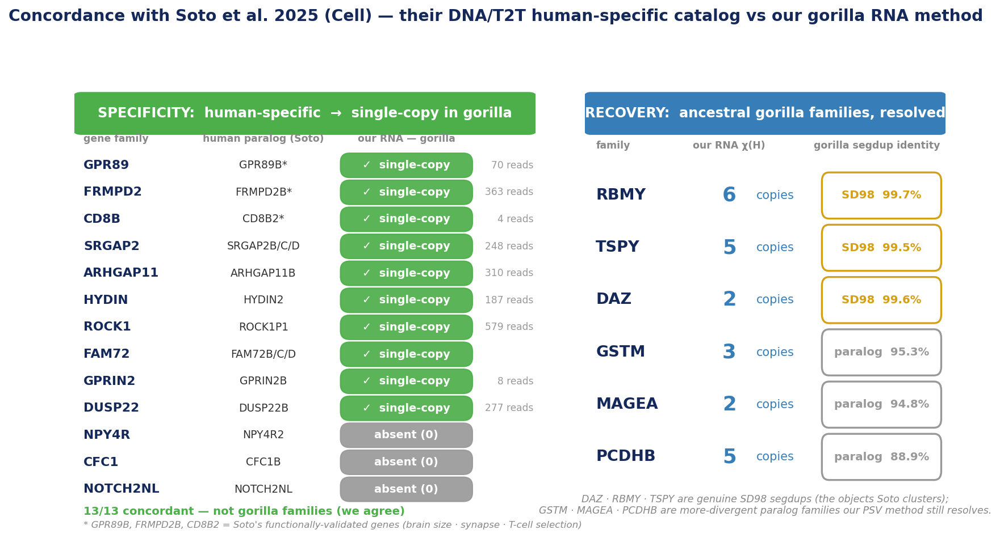 Concordance with Soto et al. 2025 (Cell) — their DNA/T2T human-specific catalog vs our gorilla RNA method
SPECIFICITY:  human-specific  →  single-copy in gorilla
gene family human paralog (Soto) our RNA — gorilla
GPR89 GPR89B* ✓ single-copy 70 reads
FRMPD2 FRMPD2B* ✓ single-copy 363 reads
CD8B CD8B2* ✓ single-copy 4 reads
SRGAP2 SRGAP2B/C/D ✓ single-copy 248 reads
ARHGAP11 ARHGAP11B ✓ single-copy 310 reads
HYDIN HYDIN2 ✓ single-copy 187 reads
ROCK1 ROCK1P1 ✓ single-copy 579 reads
FAM72 FAM72B/C/D ✓ single-copy
GPRIN2 GPRIN2B ✓ single-copy 8 reads
DUSP22 DUSP22B ✓ single-copy 277 reads
NPY4R NPY4R2 absent (0)
CFC1 CFC1B absent (0)
NOTCH2NL NOTCH2NL absent (0)
13/13 concordant — not gorilla families (we agree)
* GPR89B, FRMPD2B, CD8B2 = Soto's functionally-validated genes (brain size · synapse · T-cell selection)
RECOVERY:  ancestral gorilla families, resolved
family our RNA χ(H) gorilla segdup identity
RBMY 6 copies SD98 99.7%
TSPY 5 copies SD98 99.5%
DAZ 2 copies SD98 99.6%
GSTM 3 copies paralog 95.3%
MAGEA 2 copies paralog 94.8%
PCDHB 5 copies paralog 88.9%
DAZ · RBMY · TSPY are genuine SD98 segdups (the objects Soto clusters);
GSTM · MAGEA · PCDHB are more-divergent paralog families our PSV method still resolves.